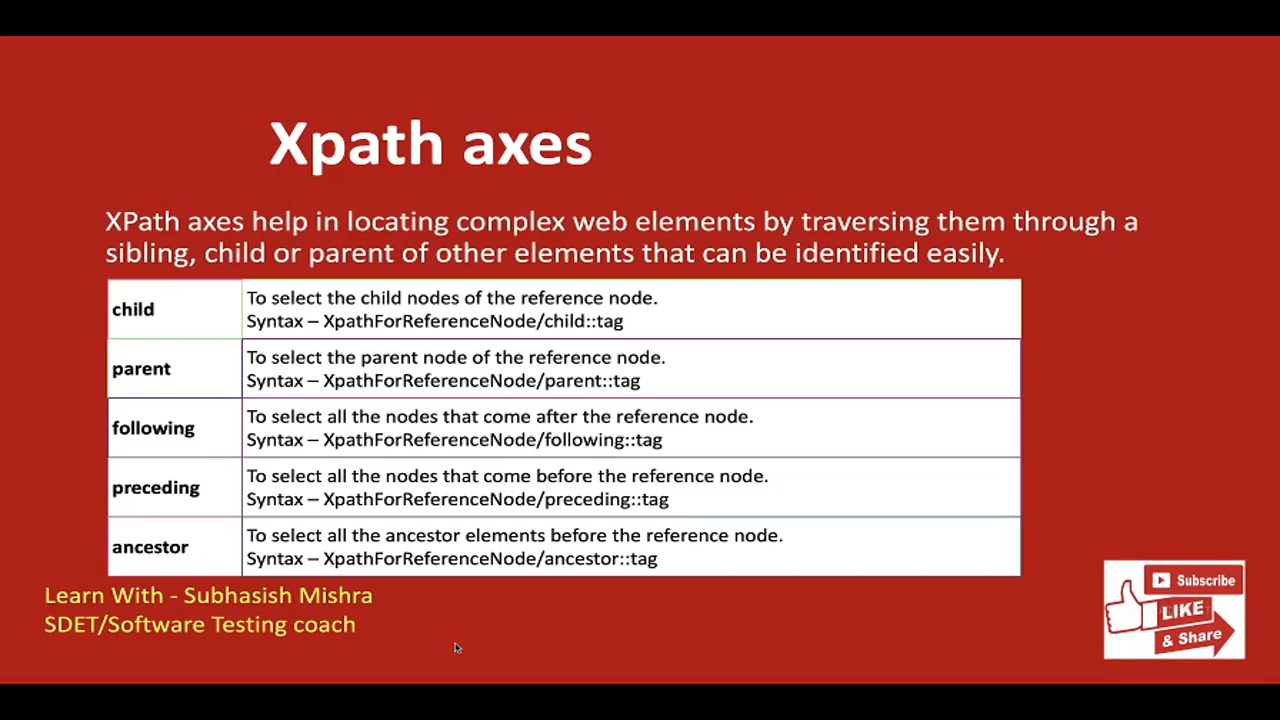 Xpath axes
XPath axes help in locating complex web elements by traversing them through a
sibling, child or parent of other elements that can be identified easily.
child
To select the child nodes of the reference node.
Syntax – XpathForReferenceNode/child::tag
parent
To select the parent node of the reference node.
Syntax – XpathForReferenceNode/parent::tag
following
To select all the nodes that come after the reference node.
Syntax – XpathForReferenceNode/following::tag
preceding
To select all the nodes that come before the reference node.
Syntax – XpathForReferenceNode/preceding::tag
ancestor
To select all the ancestor elements before the reference node.
Syntax – XpathForReferenceNode/ancestor::tag
Learn With - Subhasish Mishra
SDET/Software Testing coach
Subscribe
LIKE
& Share